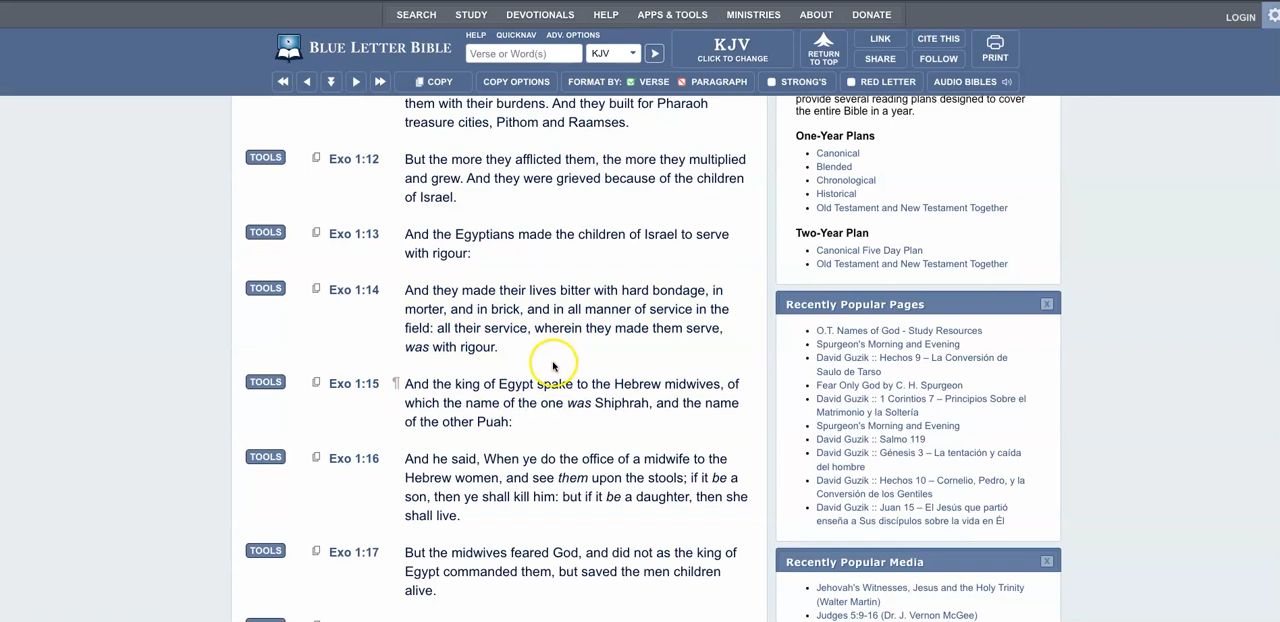 SEARCH STUDY DEVOTIONALS HELP APPS & TOOLS MINISTRIES ABOUT DONATE
LOGIN
BLUE LETTER BIBLE
HELP QUICKNAV ADV. OPTIONS
Verse or Word(s)
KJV
KJV
CLICK TO CHANGE
RETURN
TO TOP
LINK
CITE THIS
SHARE
FOLLOW
PRINT
COPY
COPY OPTIONS
FORMAT BY: VERSE PARAGRAPH
STRONG'S
RED LETTER
AUDIO BIBLES
them with their burdens. And they built for Pharaoh
treasure cities, Pithom and Raamses.
TOOLS Exo 1:12 But the more they afflicted them, the more they multiplied
and grew. And they were grieved because of the children
of Israel.
TOOLS Exo 1:13 And the Egyptians made the children of Israel to serve
with rigour:
TOOLS Exo 1:14 And they made their lives bitter with hard bondage, in
morter, and in brick, and in all manner of service in the
field: all their service, wherein they made them serve,
was with rigour.
TOOLS Exo 1:15 ¶ And the king of Egypt spake to the Hebrew midwives, of
which the name of the one was Shiphrah, and the name
of the other Puah:
TOOLS Exo 1:16 And he said, When ye do the office of a midwife to the
Hebrew women, and see them upon the stools; if it be a
son, then ye shall kill him: but if it be a daughter, then she
shall live.
TOOLS Exo 1:17 But the midwives feared God, and did not as the king of
Egypt commanded them, but saved the men children
alive.
provide several reading plans designed to cover
the entire Bible in a year.
One-Year Plans
• Canonical
• Blended
• Chronological
• Historical
• Old Testament and New Testament Together
Two-Year Plan
• Canonical Five Day Plan
• Old Testament and New Testament Together
Recently Popular Pages x
• O.T. Names of God - Study Resources
• Spurgeon's Morning and Evening
• David Guzik :: Hechos 9 – La Conversión de
Saulo de Tarso
• Fear Only God by C. H. Spurgeon
• David Guzik :: 1 Corintios 7 – Principios Sobre el
Matrimonio y la Soltería
• Spurgeon's Morning and Evening
• David Guzik :: Salmo 119
• David Guzik :: Génesis 3 – La tentación y caída
del hombre
• David Guzik :: Hechos 10 – Cornelio, Pedro, y la
Conversión de los Gentiles
• David Guzik :: Juan 15 – El Jesús que partió
enseña a Sus discípulos sobre la vida en Él
Recently Popular Media x
• Jehovah's Witnesses, Jesus and the Holy Trinity
(Walter Martin)
• Judges 5:9-16 (Dr. J. Vernon McGee)